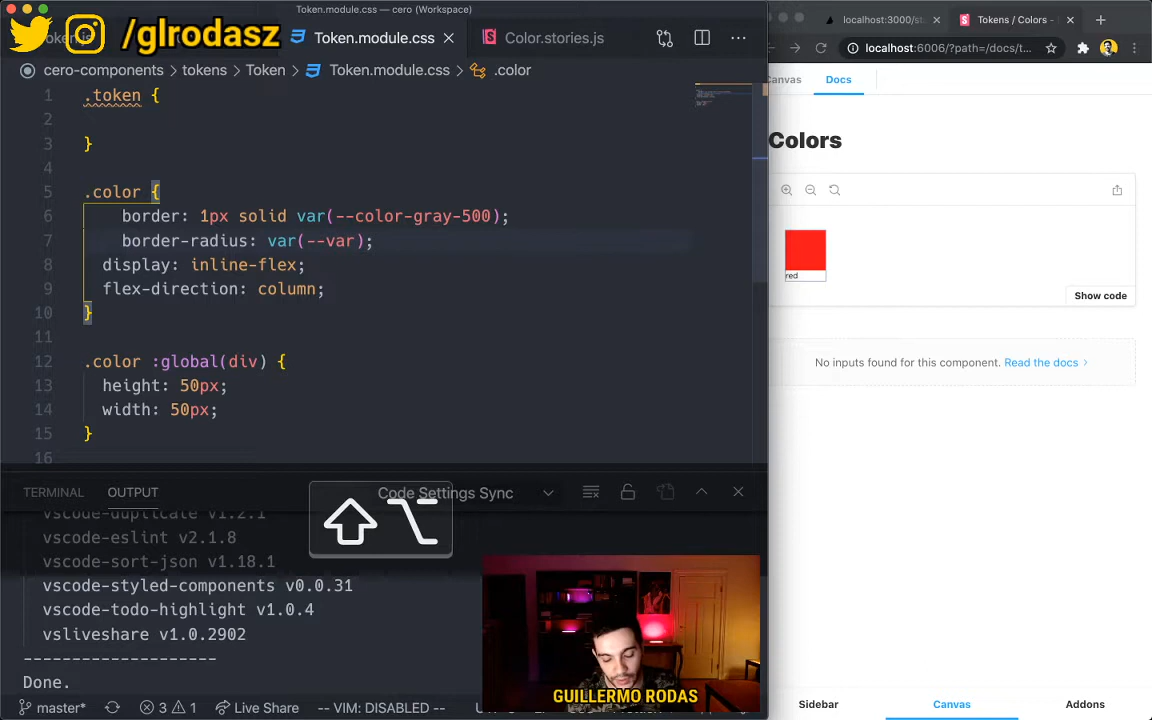 Token.module.css — cero (Workspace)
/glrodasz
Token.module.css
Color.stories.js
cero-components > tokens > Token > Token.module.css > .color
1 .token {
2
3 }
4
5 .color {
6 border: 1px solid var(--color-gray-500);
7 border-radius: var(--var);
8 display: inline-flex;
9 flex-direction: column;
10 }
11
12 .color :global(div) {
13 height: 50px;
14 width: 50px;
15 }
16
TERMINAL OUTPUT
Code Settings Sync
vscode-duplicate v1.2.1
vscode-eslint v2.1.8
vscode-sort-json v1.18.1
vscode-styled-components v0.0.31
vscode-todo-highlight v1.0.4
vsliveshare v1.0.2902
--------------------
Done.
master* 3 1 Live Share -- VIM: DISABLED --
GUILLERMO RODAS
localhost:3000/st
Tokens / Colors -
localhost:6006/?path=/docs/t...
Canvas Docs
Colors
red
Show code
No inputs found for this component. Read the docs >
Sidebar Canvas Addons